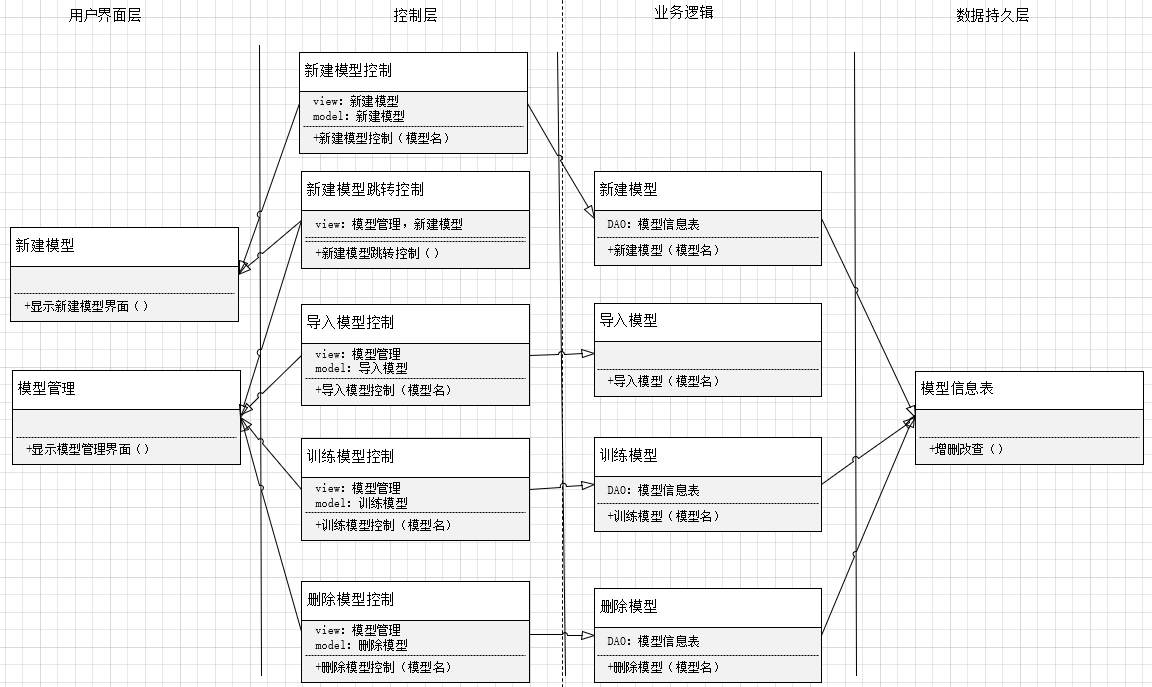 用户界面层
控制层
业务逻辑
数据持久层
新建模型
+显示新建模型界面()
模型管理
+显示模型管理界面()
新建模型控制
view: 新建模型
model: 新建模型
+新建模型控制(模型名)
新建模型跳转控制
view: 模型管理,新建模型
+新建模型跳转控制()
导入模型控制
view: 模型管理
model: 导入模型
+导入模型控制(模型名)
训练模型控制
view: 模型管理
model: 训练模型
+训练模型控制(模型名)
删除模型控制
view: 模型管理
model: 删除模型
+删除模型控制(模型名)
新建模型
DAO: 模型信息表
+新建模型(模型名)
导入模型
+导入模型(模型名)
训练模型
DAO: 模型信息表
+训练模型(模型名)
删除模型
DAO: 模型信息表
+删除模型(模型名)
模型信息表
+增删改查()